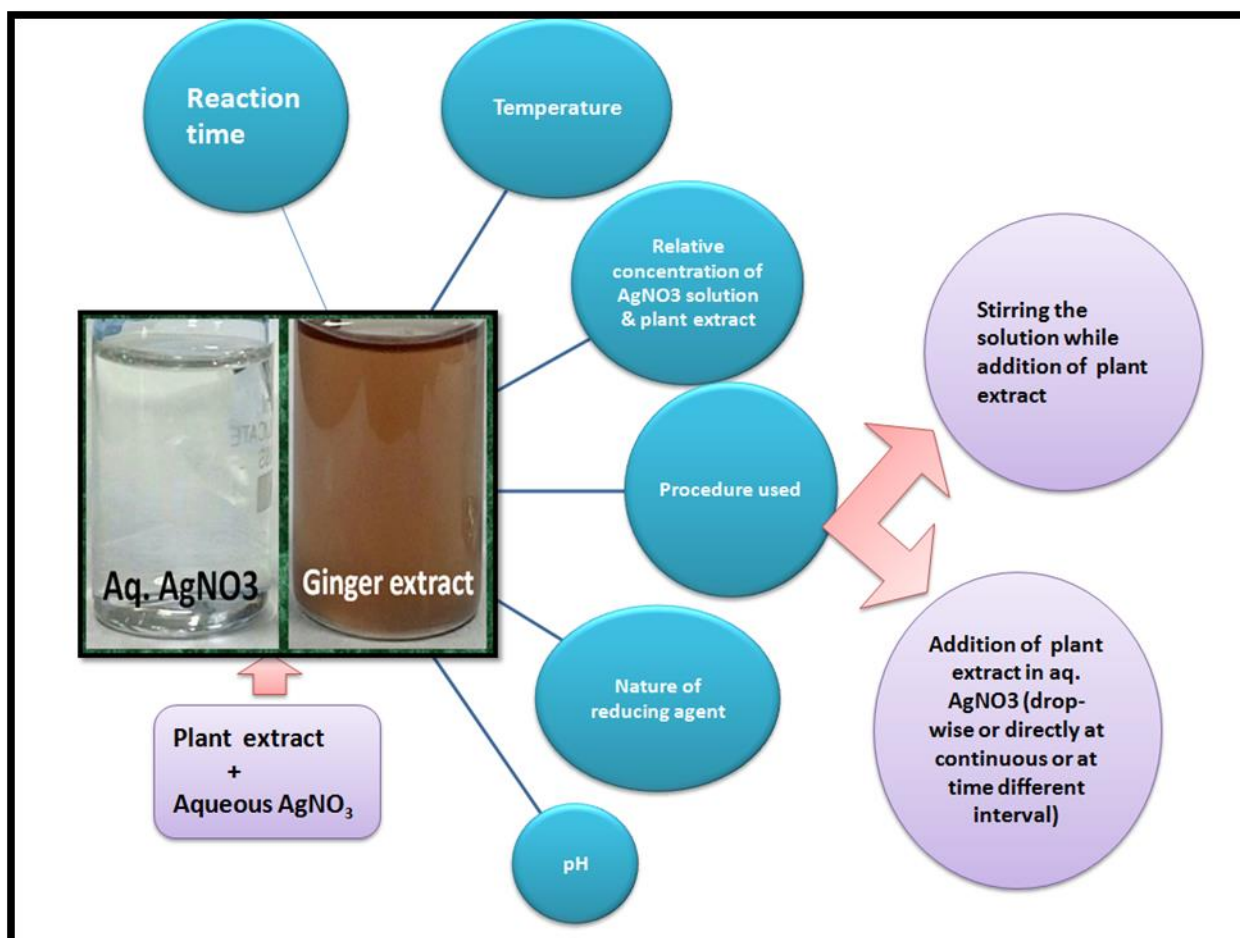 Reaction
time
Temperature
Relative
concentration of
AgNO3 solution
& plant extract
Procedure used
Nature of
reducing agent
pH
Aq. AgNO3
Ginger extract
Plant extract
+
Aqueous AgNO₃
Stirring the
solution while
addition of plant
extract
Addition of plant
extract in aq.
AgNO3 (drop-
wise or directly at
continuous or at
time different
interval)